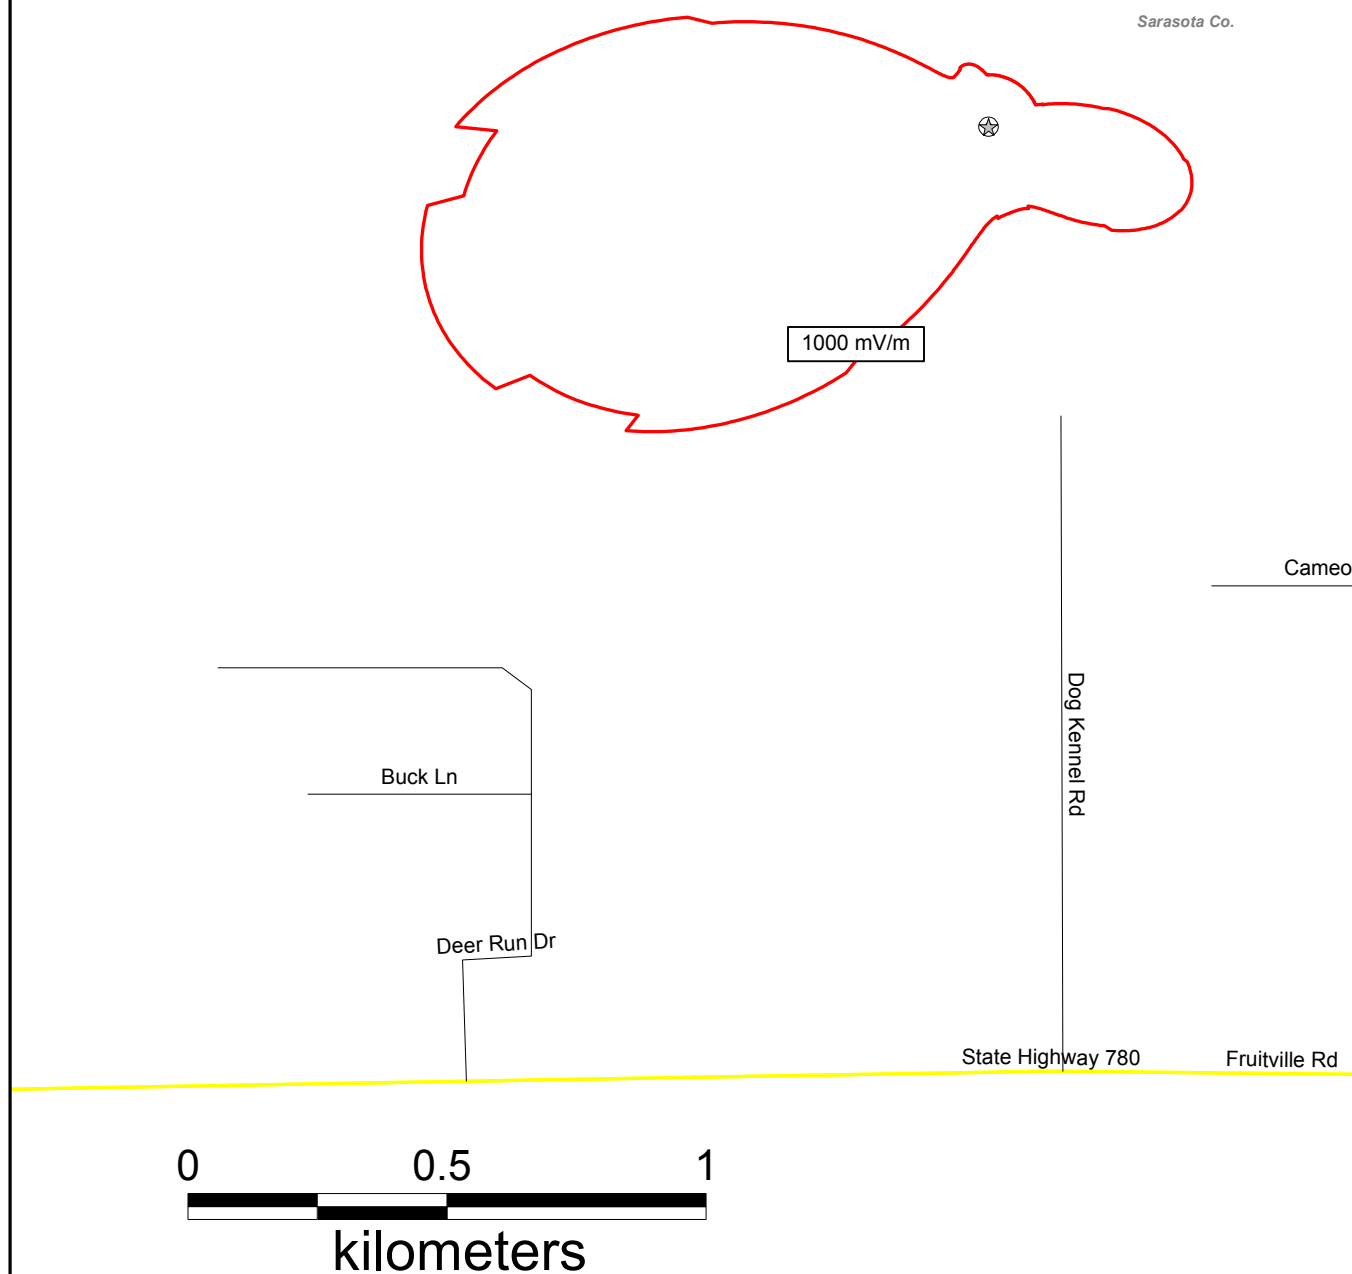 Sarasota Co.
1000 mV/m
Cameo
Dog Kennel Rd
Buck Ln
Deer Run Dr
State Highway 780
Fruitville Rd
0 0.5 1
kilometers